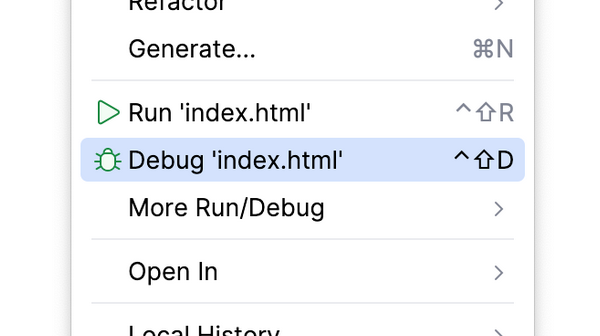 Refactor
Generate... ⌘N
Run 'index.html' ^⇧R
Debug 'index.html' ^⇧D
More Run/Debug
Open In
Local History